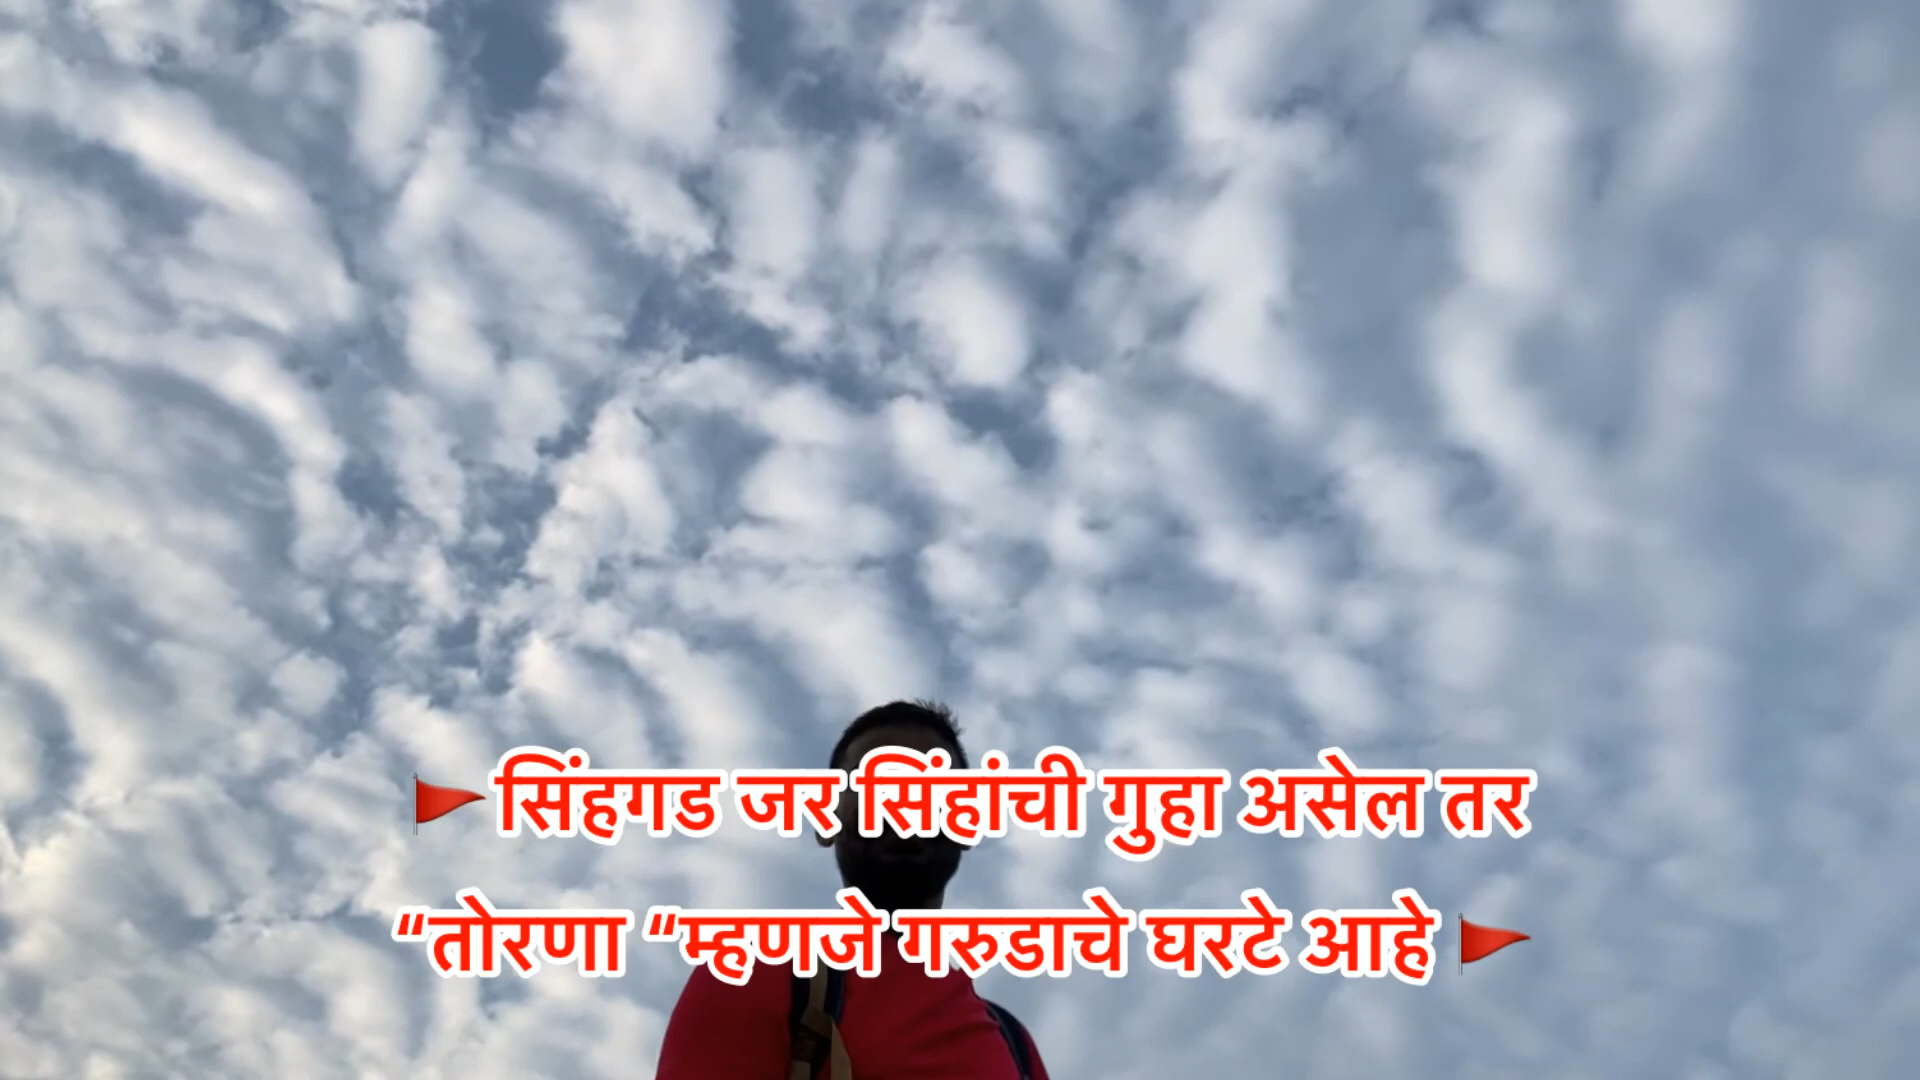 🚩सिंहगड जर सिंहांची गुहा असेल तर
“तोरणा “म्हणजे गरुडाचे घरटे आहे🚩